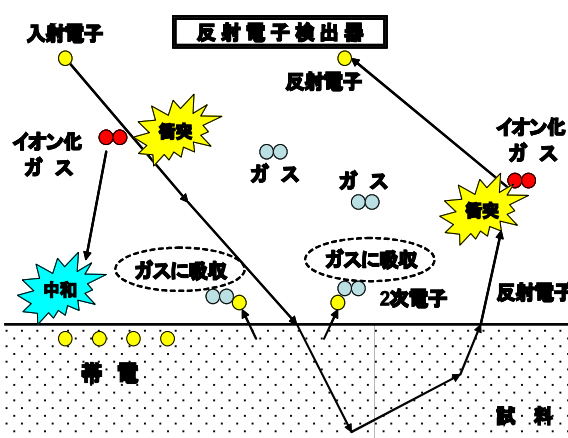 入射電子
反射電子検出器
反射電子
イオン化
ガス
衝突
ガス
ガス
イオン化
ガス
衝突
中和
ガスに吸収
ガスに吸収
2次電子
反射電子
帯電
試料